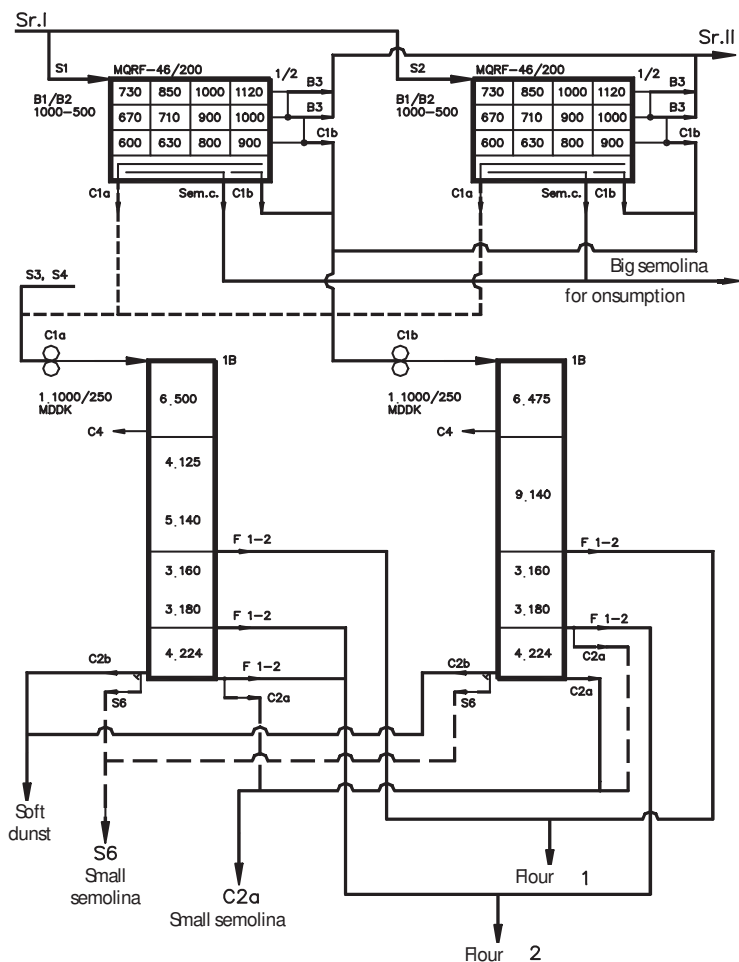 Sr.I
Sr.II
S1
MQRF-46/200
1/2
B3
S2
MQRF-46/200
1/2
B3
B1/B2
1000-500
730 850 1000 1120
670 710 900 1000
600 630 800 900
B3
C1b
B1/B2
1000-500
730 850 1000 1120
670 710 900 1000
600 630 800 900
B3
C1b
C1a
Sem.c.
C1b
C1a
Sem.c.
C1b
S3, S4
Big semolina
for onsumption
C1a
1B
C1b
1B
1.1000/250
MDDK
6.500
1.1000/250
MDDK
6.475
C4
C4
4.125
5.140
9.140
F 1-2
F 1-2
3.160
3.180
3.160
3.180
F 1-2
F 1-2
4.224
4.224
C2a
C2b
F 1-2
C2b
C2a
S6
C2a
S6
Soft
dunst
S6
Small
semolina
C2a
Small semolina
Flour 1
Flour 2